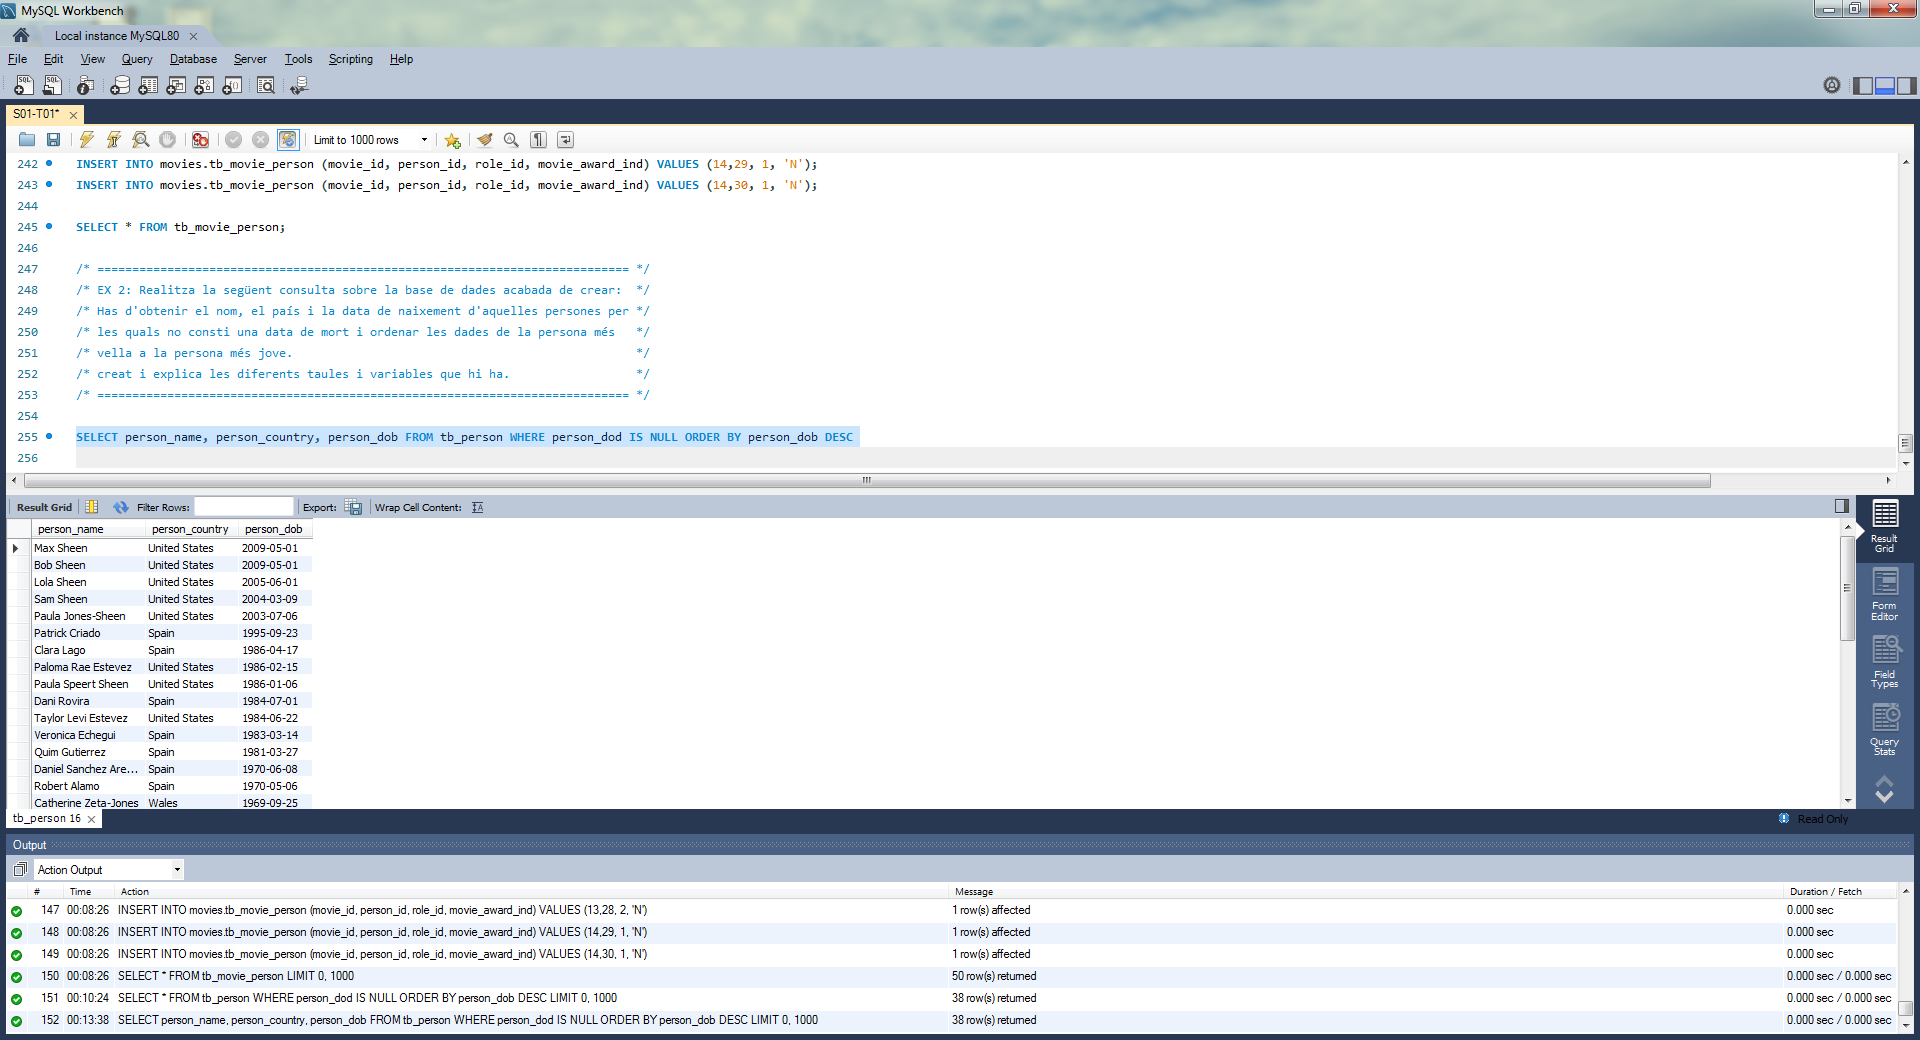 MySQL Workbench
Local instance MySQL80
File Edit View Query Database Server Tools Scripting Help
S01-T01*
Limit to 1000 rows
242 INSERT INTO movies.tb_movie_person (movie_id, person_id, role_id, movie_award_ind) VALUES (14,29, 1, 'N');
243 INSERT INTO movies.tb_movie_person (movie_id, person_id, role_id, movie_award_ind) VALUES (14,30, 1, 'N');
244
245 SELECT * FROM tb_movie_person;
246
247 /* ============================================================================ */
248 /* EX 2: Realitza la següent consulta sobre la base de dades acabada de crear: */
249 /* Has d'obtenir el nom, el país i la data de naixement d'aquelles persones per */
250 /* les quals no consti una data de mort i ordenar les dades de la persona més */
251 /* vella a la persona més jove. */
252 /* creat i explica les diferents taules i variables que hi ha. */
253 /* ============================================================================ */
254
255 SELECT person_name, person_country, person_dob FROM tb_person WHERE person_dod IS NULL ORDER BY person_dob DESC
256
Result Grid Filter Rows: Export: Wrap Cell Content:
person_name person_country person_dob
Max Sheen United States 2009-05-01
Bob Sheen United States 2009-05-01
Lola Sheen United States 2005-06-01
Sam Sheen United States 2004-03-09
Paula Jones-Sheen United States 2003-07-06
Patrick Criado Spain 1995-09-23
Clara Lago Spain 1986-04-17
Paloma Rae Estevez United States 1986-02-15
Paula Speert Sheen United States 1986-01-06
Dani Rovira Spain 1984-07-01
Taylor Levi Estevez United States 1984-06-22
Veronica Echegui Spain 1983-03-14
Quim Gutierrez Spain 1981-03-27
Daniel Sanchez Are... Spain 1970-06-08
Robert Alamo Spain 1970-05-06
Catherine Zeta-Jones Wales 1969-09-25
Result
Grid
Form
Editor
Field
Types
Query
Stats
tb_person 16
Read Only
Output
Action Output
# Time Action Message Duration / Fetch
147 00:08:26 INSERT INTO movies.tb_movie_person (movie_id, person_id, role_id, movie_award_ind) VALUES (13,28, 2, 'N') 1 row(s) affected 0.000 sec
148 00:08:26 INSERT INTO movies.tb_movie_person (movie_id, person_id, role_id, movie_award_ind) VALUES (14,29, 1, 'N') 1 row(s) affected 0.000 sec
149 00:08:26 INSERT INTO movies.tb_movie_person (movie_id, person_id, role_id, movie_award_ind) VALUES (14,30, 1, 'N') 1 row(s) affected 0.000 sec
150 00:08:26 SELECT * FROM tb_movie_person LIMIT 0, 1000 50 row(s) returned 0.000 sec / 0.000 sec
151 00:10:24 SELECT * FROM tb_person WHERE person_dod IS NULL ORDER BY person_dob DESC LIMIT 0, 1000 38 row(s) returned 0.000 sec / 0.000 sec
152 00:13:38 SELECT person_name, person_country, person_dob FROM tb_person WHERE person_dod IS NULL ORDER BY person_dob DESC LIMIT 0, 1000 38 row(s) returned 0.000 sec / 0.000 sec